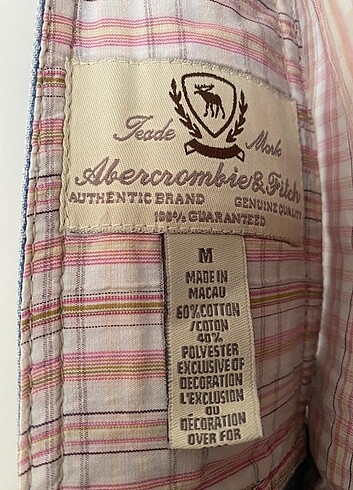 Trade Mark
Abercrombie & Fitch
AUTHENTIC BRAND GENUINE QUALITY
100% GUARANTEED
M
MADE IN
MACAU
60%COTTON
/COTON
40%
POLYESTER
EXCLUSIVE OF
DECORATION
L'EXCLUSION
OU
DÉCORATION
OVER FOR